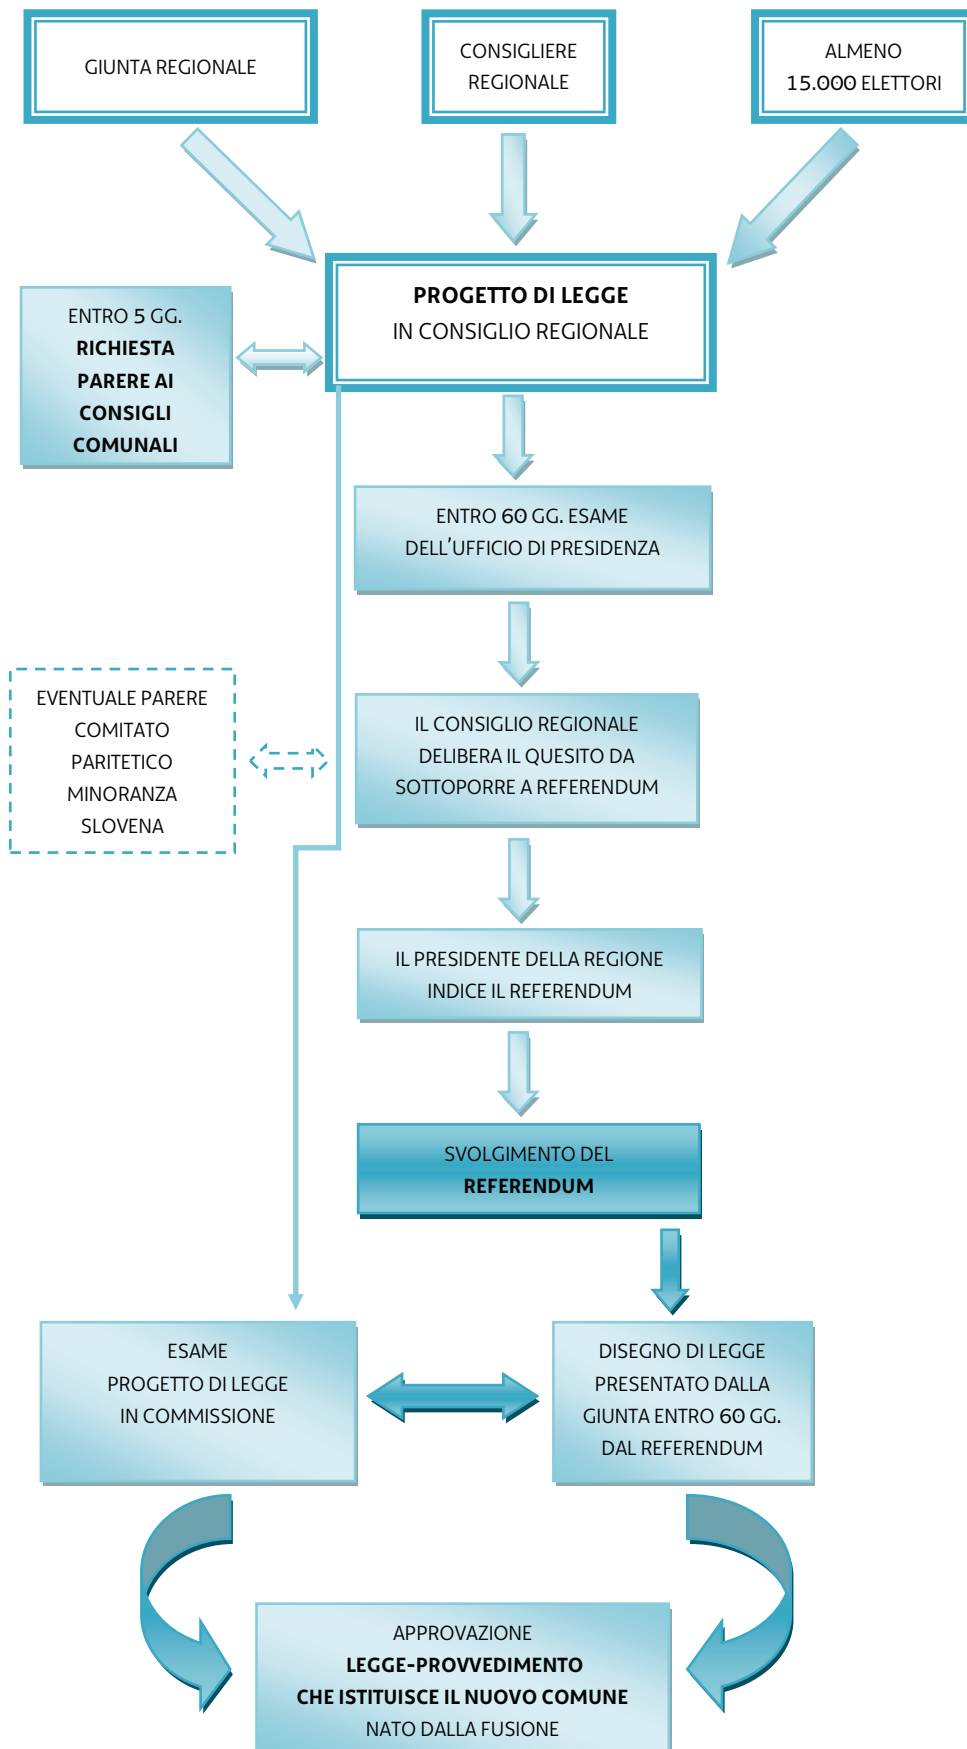 GIUNTA REGIONALE
CONSIGLIERE
REGIONALE
ALMENO
15.000 ELETTORI
PROGETTO DI LEGGE
IN CONSIGLIO REGIONALE
ENTRO 5 GG.
RICHIESTA
PARERE AI
CONSIGLI
COMUNALI
ENTRO 60 GG. ESAME
DELL'UFFICIO DI PRESIDENZA
EVENTUALE PARERE
COMITATO
PARITETICO
MINORANZA
SLOVENA
IL CONSIGLIO REGIONALE
DELIBERA IL QUESITO DA
SOTTOPORRE A REFERENDUM
IL PRESIDENTE DELLA REGIONE
INDICE IL REFERENDUM
SVOLGIMENTO DEL
REFERENDUM
ESAME
PROGETTO DI LEGGE
IN COMMISSIONE
DISEGNO DI LEGGE
PRESENTATO DALLA
GIUNTA ENTRO 60 GG.
DAL REFERENDUM
APPROVAZIONE
LEGGE-PROVVEDIMENTO
CHE ISTITUISCE IL NUOVO COMUNE
NATO DALLA FUSIONE